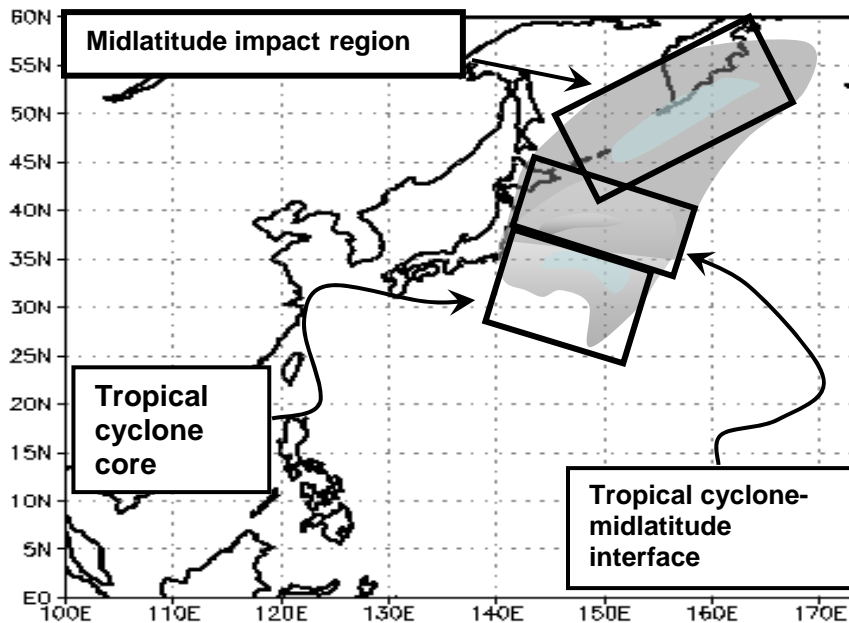 60N
Midlatitude impact region
55N
50N
45N
40N
35N
30N
25N
20N
15N
10N
5N
EQ
Tropical
cyclone
core
Tropical cyclone-
midlatitude
interface
100E 110E 120E 130E 140E 150E 160E 170E